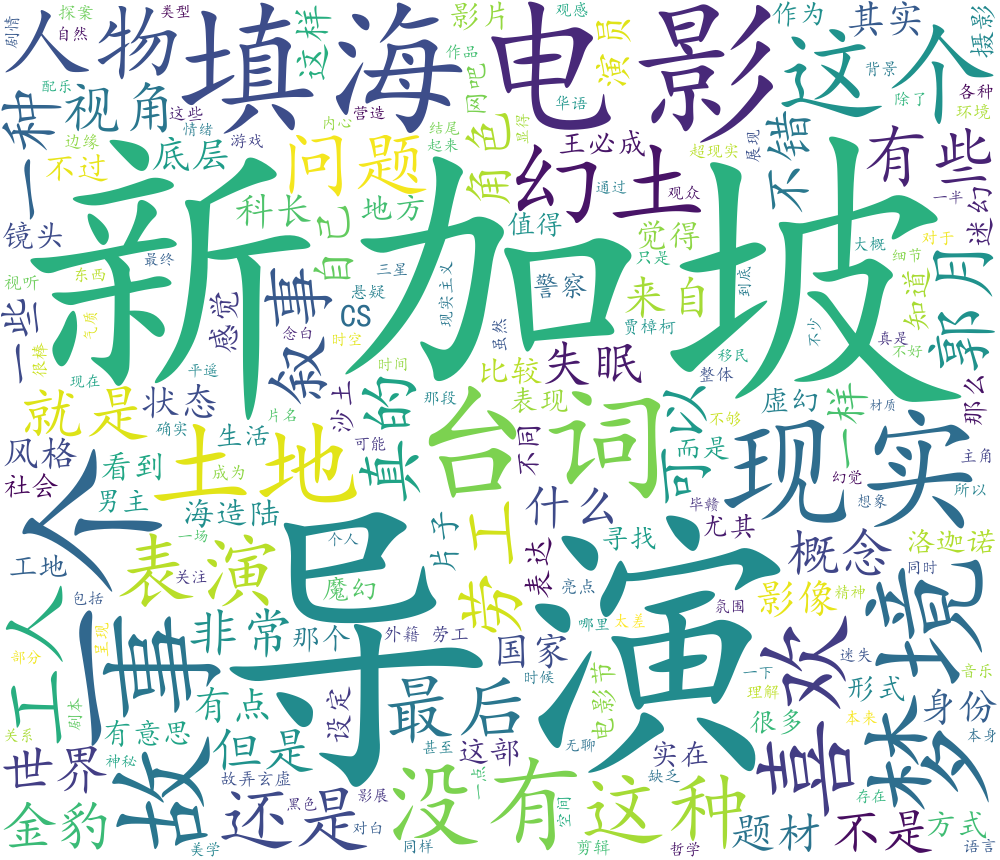 新加坡
导演
电影
填海
人物
这个
幻土
现实
台词
土地
梦境
故事
一个
没有
这种
喜欢
问题
视角
底层
科长
自己
地方
叙事
感觉
就是
状态
真的
表演
工人
劳工
非常
那个
最后
但是
还是
有点
有意思
世界
金豹
国家
什么
概念
影像
洛迦诺
身份
形式
很多
题材
不是
方式
可以
一样
郭月
有些
不错
王必成
角色
网吧
影片
演员
作为
其实
摄影
各种
环境
迷幻
知道
那么
虚幻
而是
尤其
寻找
表达
片子
不同
失眠
比较
表现
警察
CS
来自
觉得
值得
贾樟柯
一种
不过
镜头
一些
风格
社会
看到
男主
海造陆
工地
生活
沙土
魔幻
设定
电影节
这部
实在
外籍
劳工
这样
探案
类型
自然
剧情
配乐
这些
情绪
边缘
游戏
营造
内心
作品
结尾
起来
观感
华语
显得
超现实
展现
背景
除了
通过
观众
一半
大概
对于
细节
到底
只是
三星
悬疑
现实主义
虽然
念白
时空
时间
移民
整体
不少
真是
不好
视听
东西
最终
很棒
气质
现在
平遥
确实
片名
成为
可能
那段
不够
材质
主角
幻觉
所以
想象
毕赣
一场
个人
关注
包括
呈现
部分
关系
剧本
神秘
故弄玄虚
黑色
影展
对白
美学
甚至
同样
一点
无聊
时候
空间
剪辑
缺乏
哲学
亮点
哪里
太差
氛围
精神
同时
迷失
一下
理解
本来
音乐
本身
存在
语言